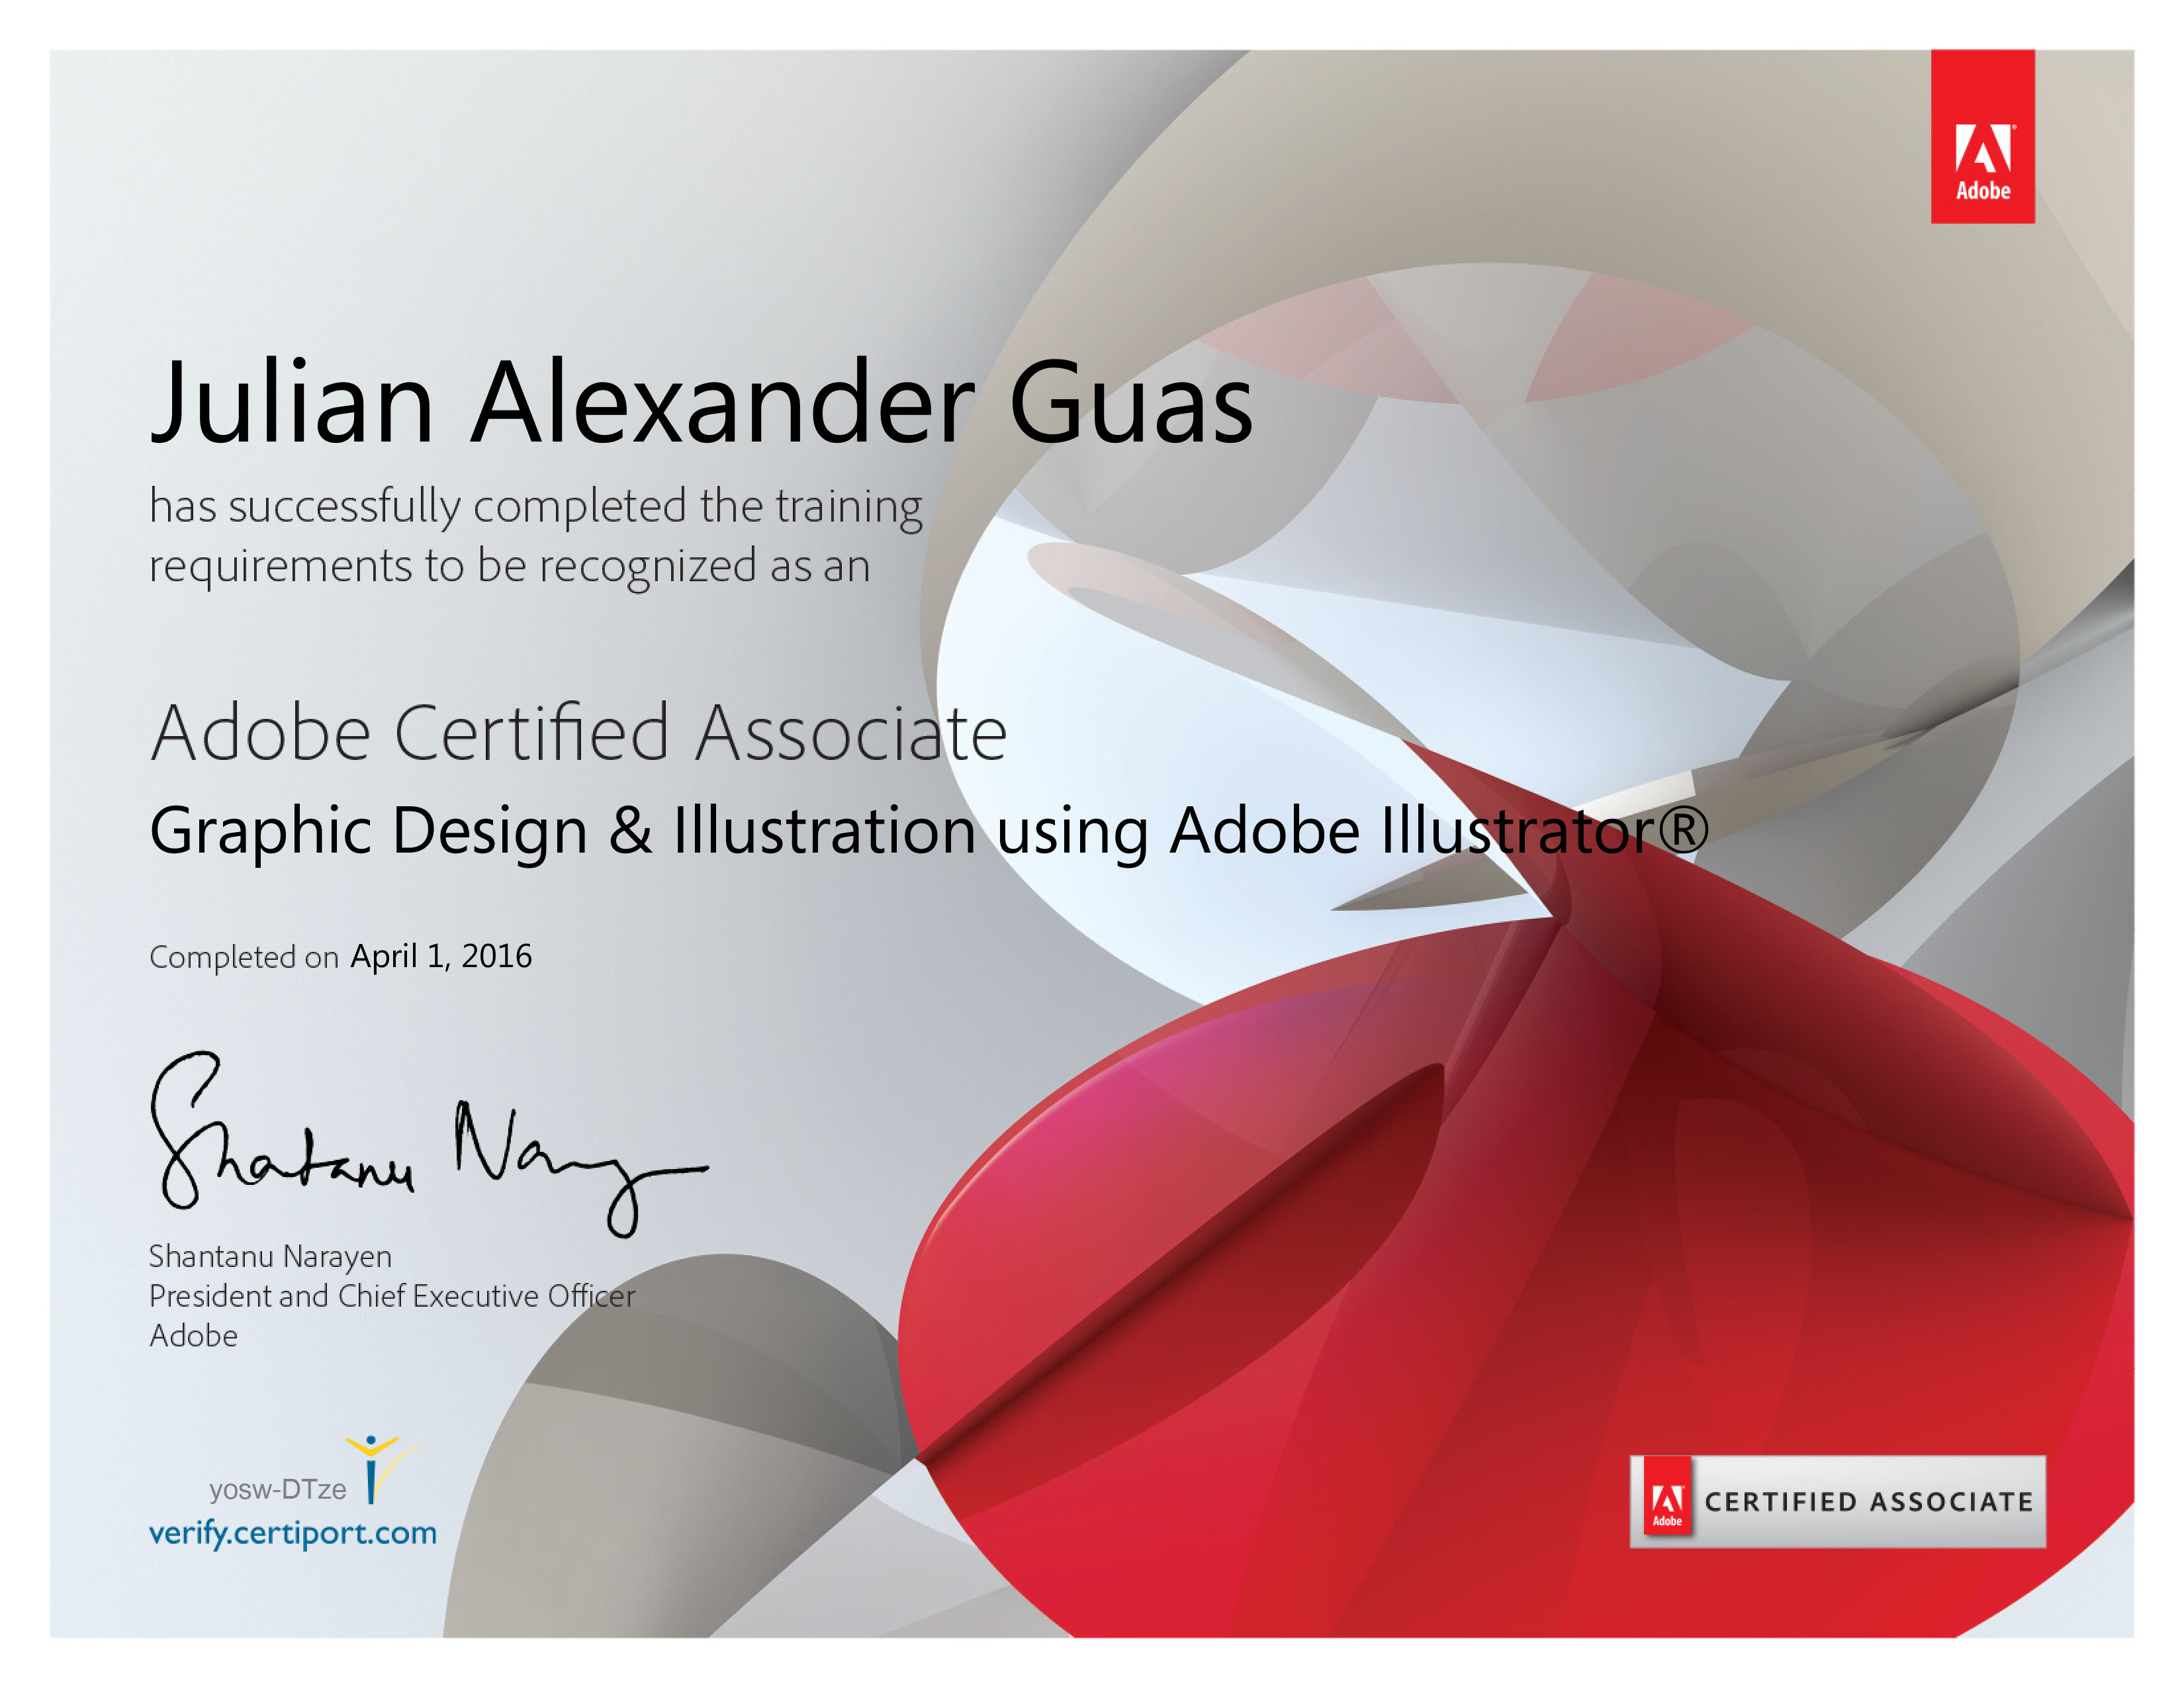 Adobe
Julian Alexander Guas
has successfully completed the training
requirements to be recognized as an
Adobe Certified Associate
Graphic Design & Illustration using Adobe Illustrator®
Completed on April 1, 2016
Shantanu Narayen
President and Chief Executive Officer
Adobe
yosw-DTze
verify.certiport.com
Adobe
CERTIFIED ASSOCIATE